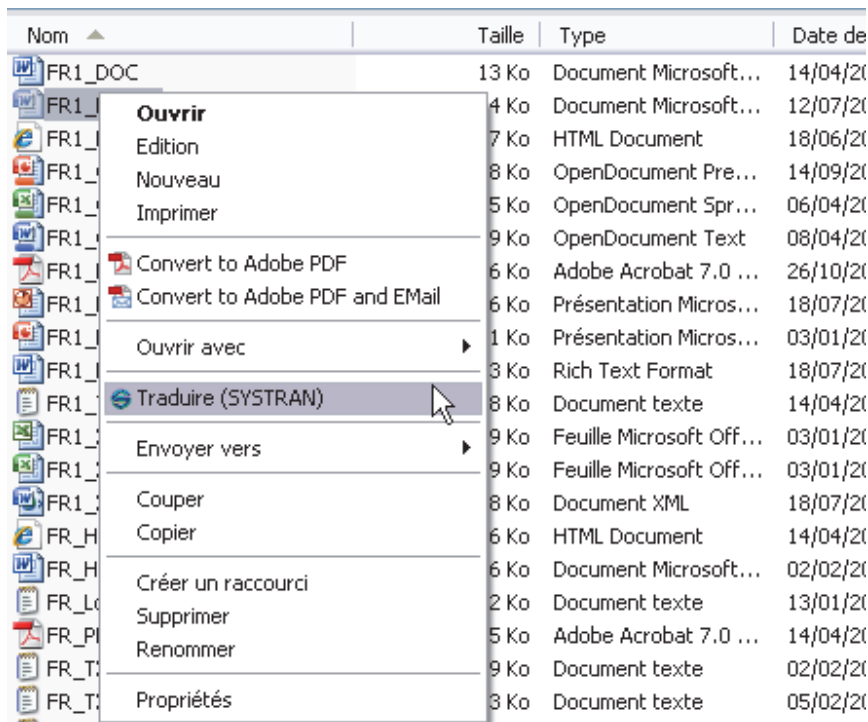 Nom Taille Type Date de
FR1_DOC 13 Ko Document Microsoft... 14/04/20
FR1_ 4 Ko Document Microsoft... 12/07/20
Ouvrir
FR1_ 7 Ko HTML Document 18/06/20
Edition
FR1_ 8 Ko OpenDocument Pre... 14/09/20
Nouveau
FR1_ 5 Ko OpenDocument Spr... 06/04/20
Imprimer
FR1_ 9 Ko OpenDocument Text 08/04/20
FR1_ 6 Ko Adobe Acrobat 7.0 ... 26/10/20
Convert to Adobe PDF
FR1_ 6 Ko Présentation Micros... 18/07/20
Convert to Adobe PDF and EMail
FR1_ 1 Ko Présentation Micros... 03/01/20
Ouvrir avec
FR1_ 3 Ko Rich Text Format 18/07/20
FR1_ 8 Ko Document texte 14/04/20
Traduire (SYSTRAN)
FR1_ 9 Ko Feuille Microsoft Off... 03/01/20
Envoyer vers
FR1_ 9 Ko Feuille Microsoft Off... 03/01/20
FR1_ 8 Ko Document XML 18/07/20
Couper
FR_H 6 Ko HTML Document 14/04/20
Copier
FR_H 6 Ko Document Microsoft... 02/02/20
Créer un raccourci
FR_Lo 2 Ko Document texte 13/01/20
Supprimer
FR_P 5 Ko Adobe Acrobat 7.0 ... 14/04/20
Renommer
FR_T 9 Ko Document texte 02/02/20
FR_T 3 Ko Document texte 05/02/20
Propriétés